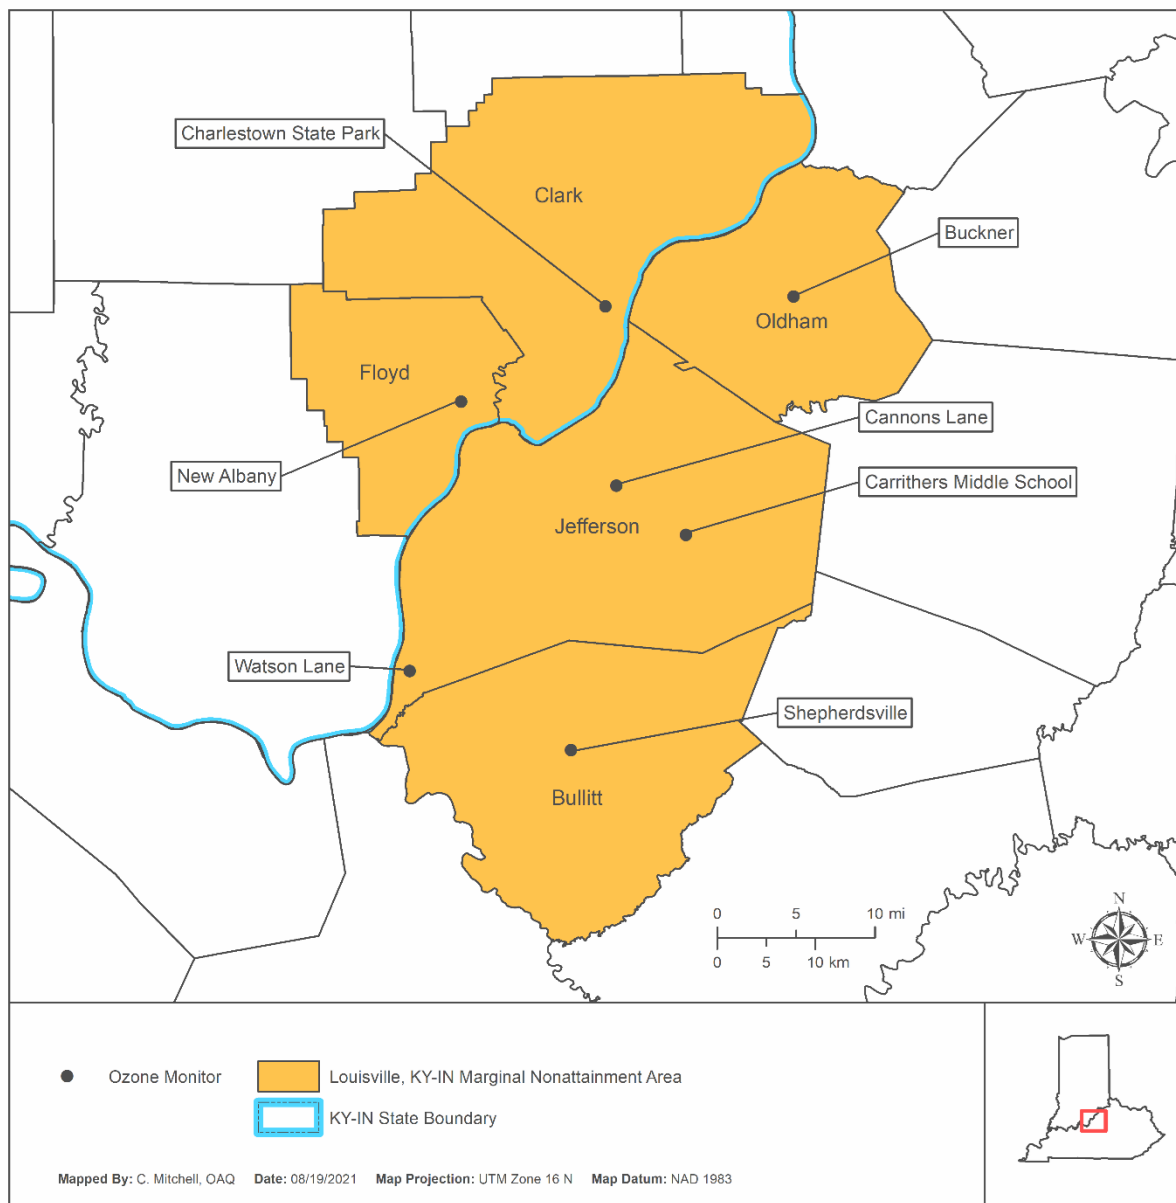 Charlestown State Park
Clark
Buckner
Oldham
Floyd
Cannons Lane
New Albany
Carrithers Middle School
Jefferson
Watson Lane
Shepherdsville
Bullitt
0 5 10 mi
0 5 10 km
N
W E
S
Ozone Monitor
Louisville, KY-IN Marginal Nonattainment Area
KY-IN State Boundary
Mapped By: C. Mitchell, OAQ Date: 08/19/2021 Map Projection: UTM Zone 16 N Map Datum: NAD 1983